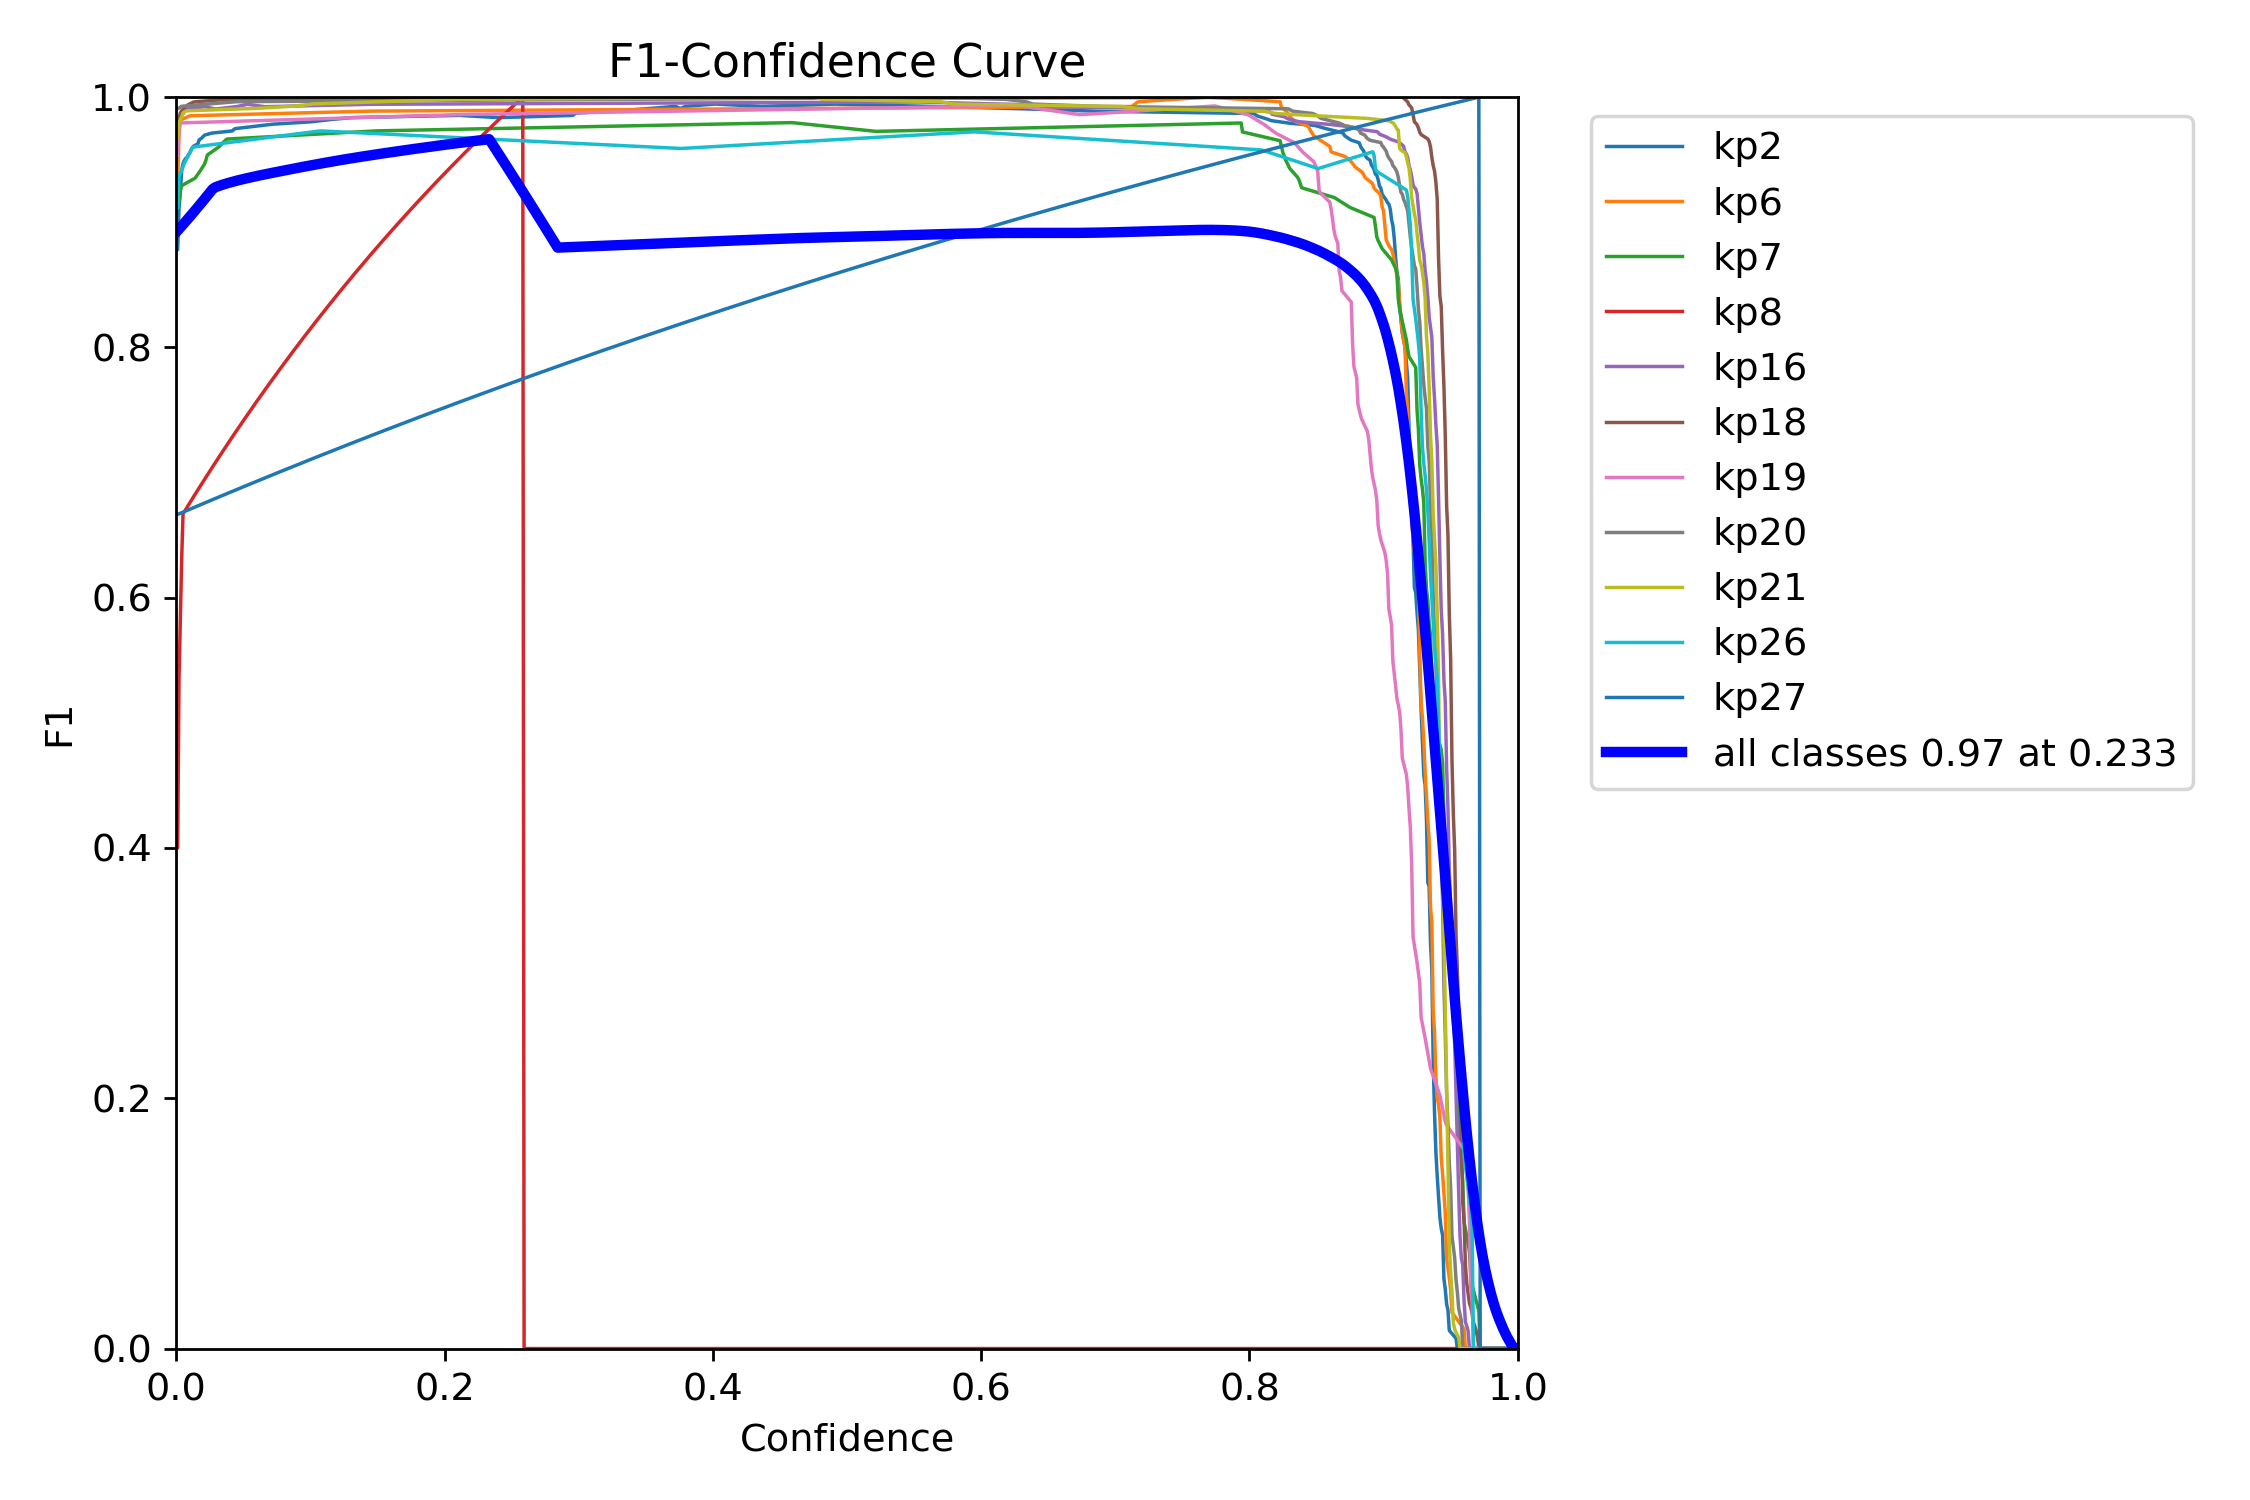 F1-Confidence Curve
1.0
0.8
0.6
0.4
0.2
0.0
F1
0.0 0.2 0.4 0.6 0.8 1.0
Confidence
kp2
kp6
kp7
kp8
kp16
kp18
kp19
kp20
kp21
kp26
kp27
all classes 0.97 at 0.233